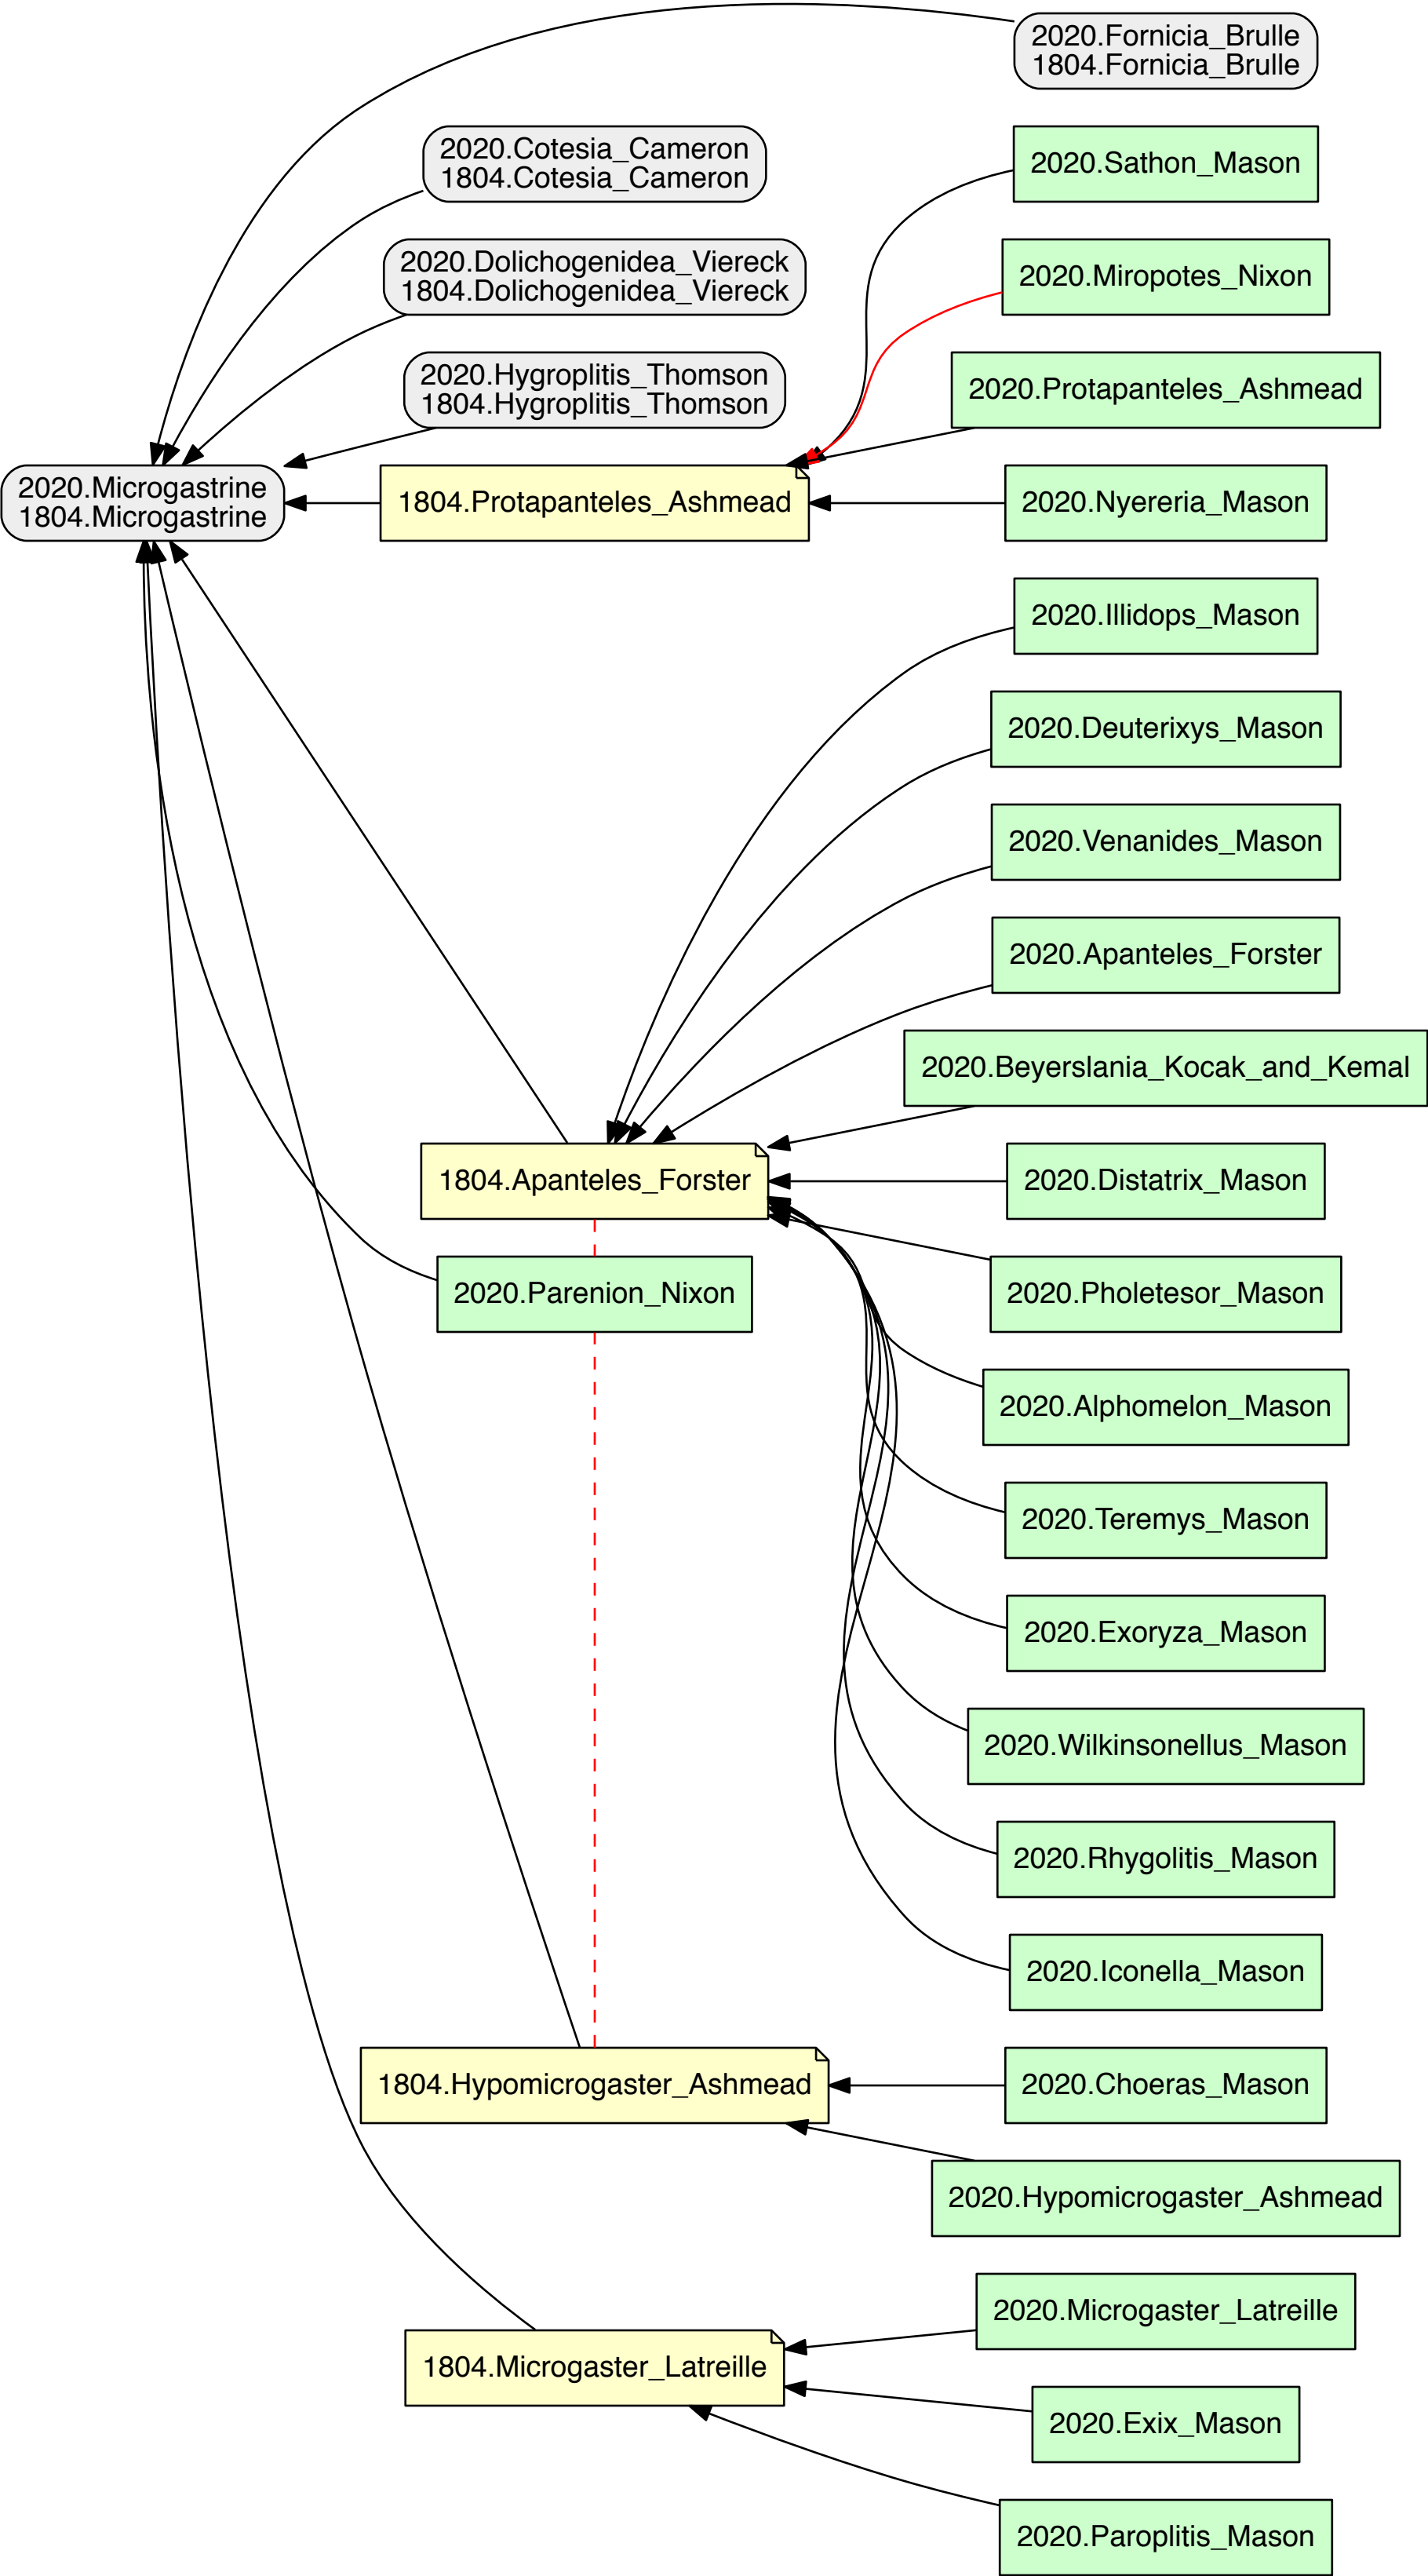 2020.Fornicia_Brulle
1804.Fornicia_Brulle
2020.Cotesia_Cameron
1804.Cotesia_Cameron
2020.Sathon_Mason
2020.Dolichogenidea_Viereck
1804.Dolichogenidea_Viereck
2020.Miropotes_Nixon
2020.Hygroplitis_Thomson
1804.Hygroplitis_Thomson
2020.Protapanteles_Ashmead
2020.Microgastrine
1804.Microgastrine
1804.Protapanteles_Ashmead
2020.Nyereria_Mason
2020.Illidops_Mason
2020.Deuterixys_Mason
2020.Venanides_Mason
2020.Apanteles_Forster
2020.Beyerslania_Kocak_and_Kemal
1804.Apanteles_Forster
2020.Distatrix_Mason
2020.Parenion_Nixon
2020.Pholetesor_Mason
2020.Alphomelon_Mason
2020.Teremys_Mason
2020.Exoryza_Mason
2020.Wilkinsonellus_Mason
2020.Rhygolitis_Mason
2020.Iconella_Mason
1804.Hypomicrogaster_Ashmead
2020.Choeras_Mason
2020.Hypomicrogaster_Ashmead
2020.Microgaster_Latreille
1804.Microgaster_Latreille
2020.Exix_Mason
2020.Paroplitis_Mason